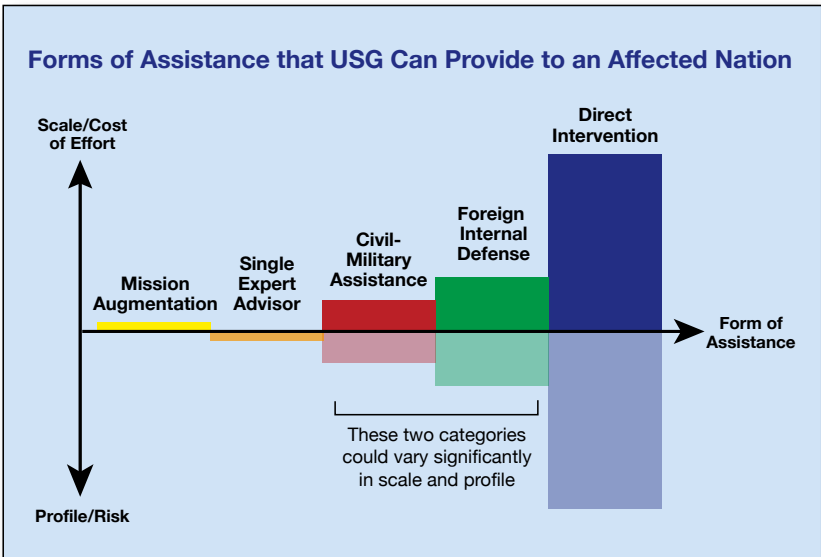 Forms of Assistance that USG Can Provide to an Affected Nation
Scale/Cost
of Effort
Direct
Intervention
Foreign
Internal
Defense
Civil-
Military
Assistance
Single
Expert
Advisor
Mission
Augmentation
Form of
Assistance
These two categories
could vary significantly
in scale and profile
Profile/Risk